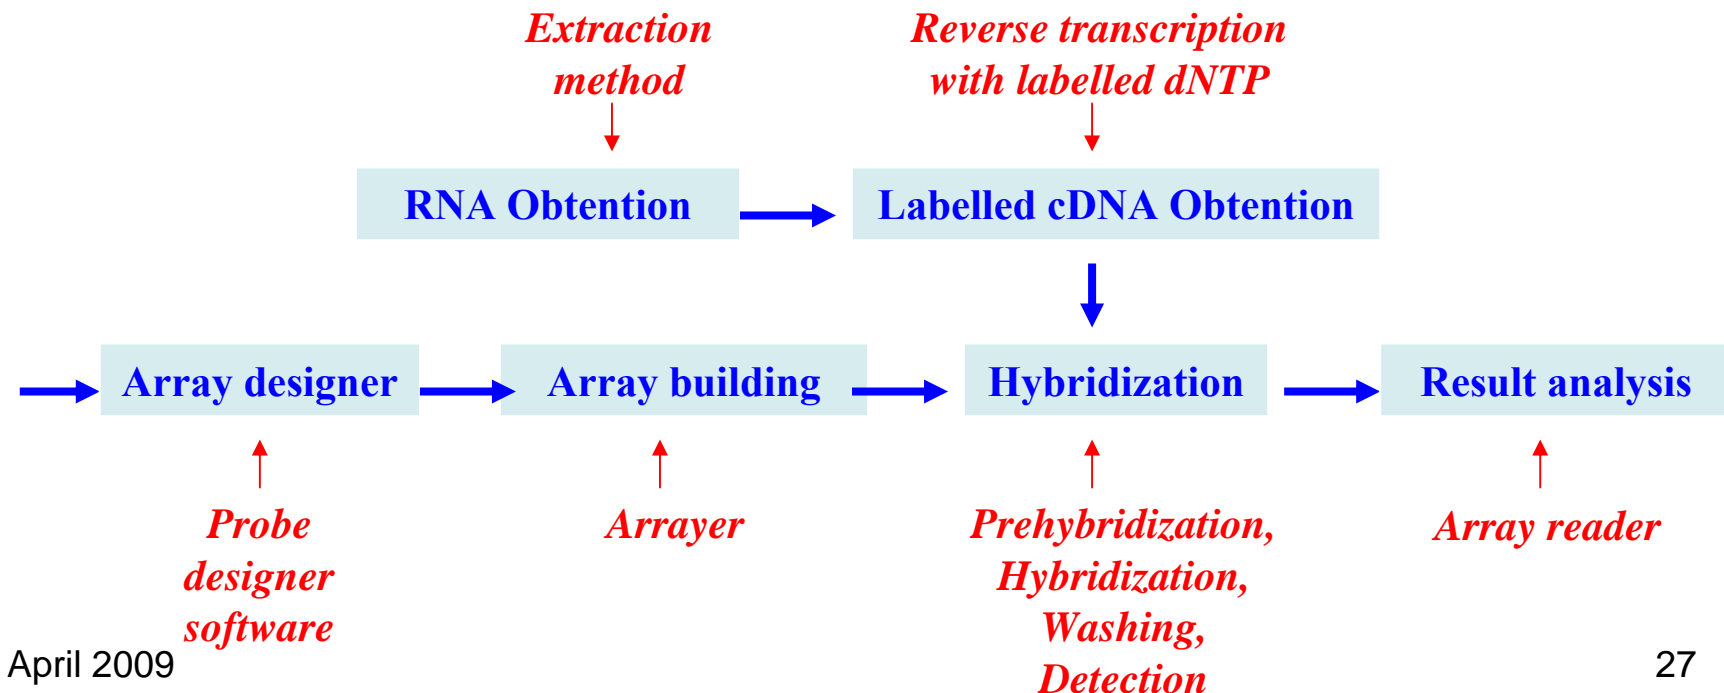 Extraction
method
Reverse transcription
with labelled dNTP
RNA Obtention
Labelled cDNA Obtention
Array designer
Array building
Hybridization
Result analysis
Probe
designer
software
Arrayer
Prehybridization,
Hybridization,
Washing,
Detection
Array reader
April 2009
27